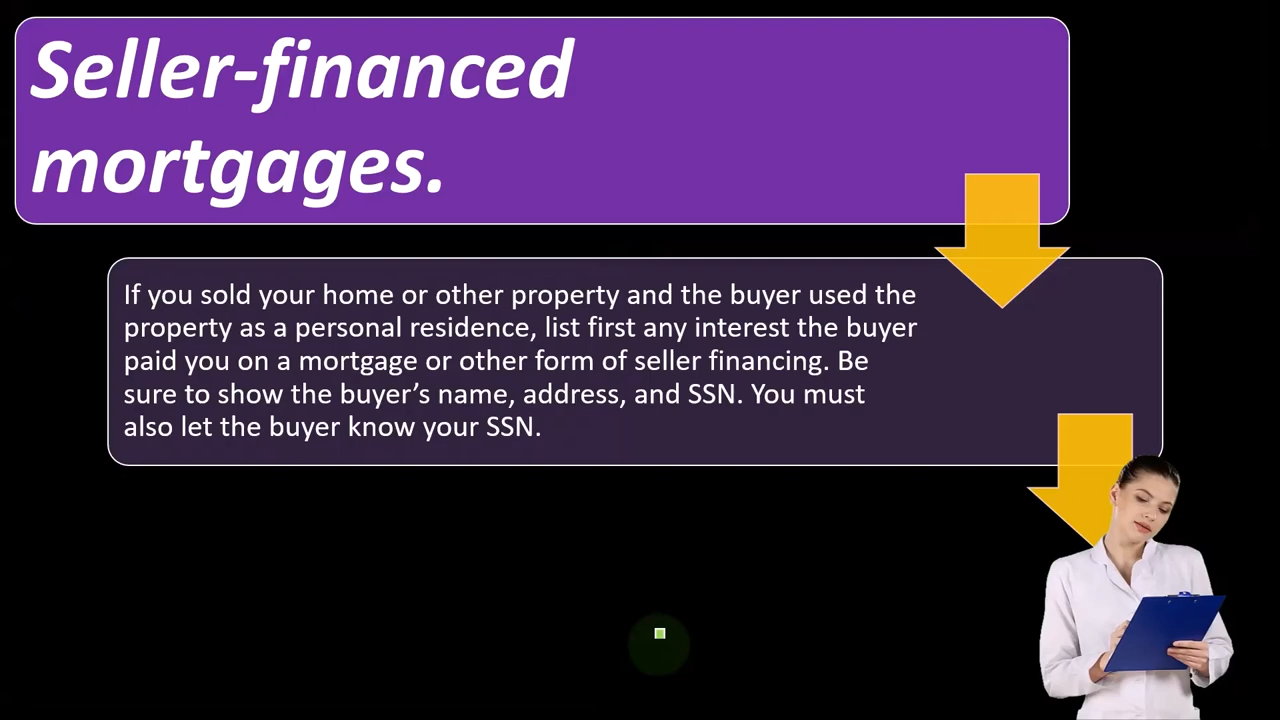 Seller-financed
mortgages.
If you sold your home or other property and the buyer used the
property as a personal residence, list first any interest the buyer
paid you on a mortgage or other form of seller financing. Be
sure to show the buyer’s name, address, and SSN. You must
also let the buyer know your SSN.